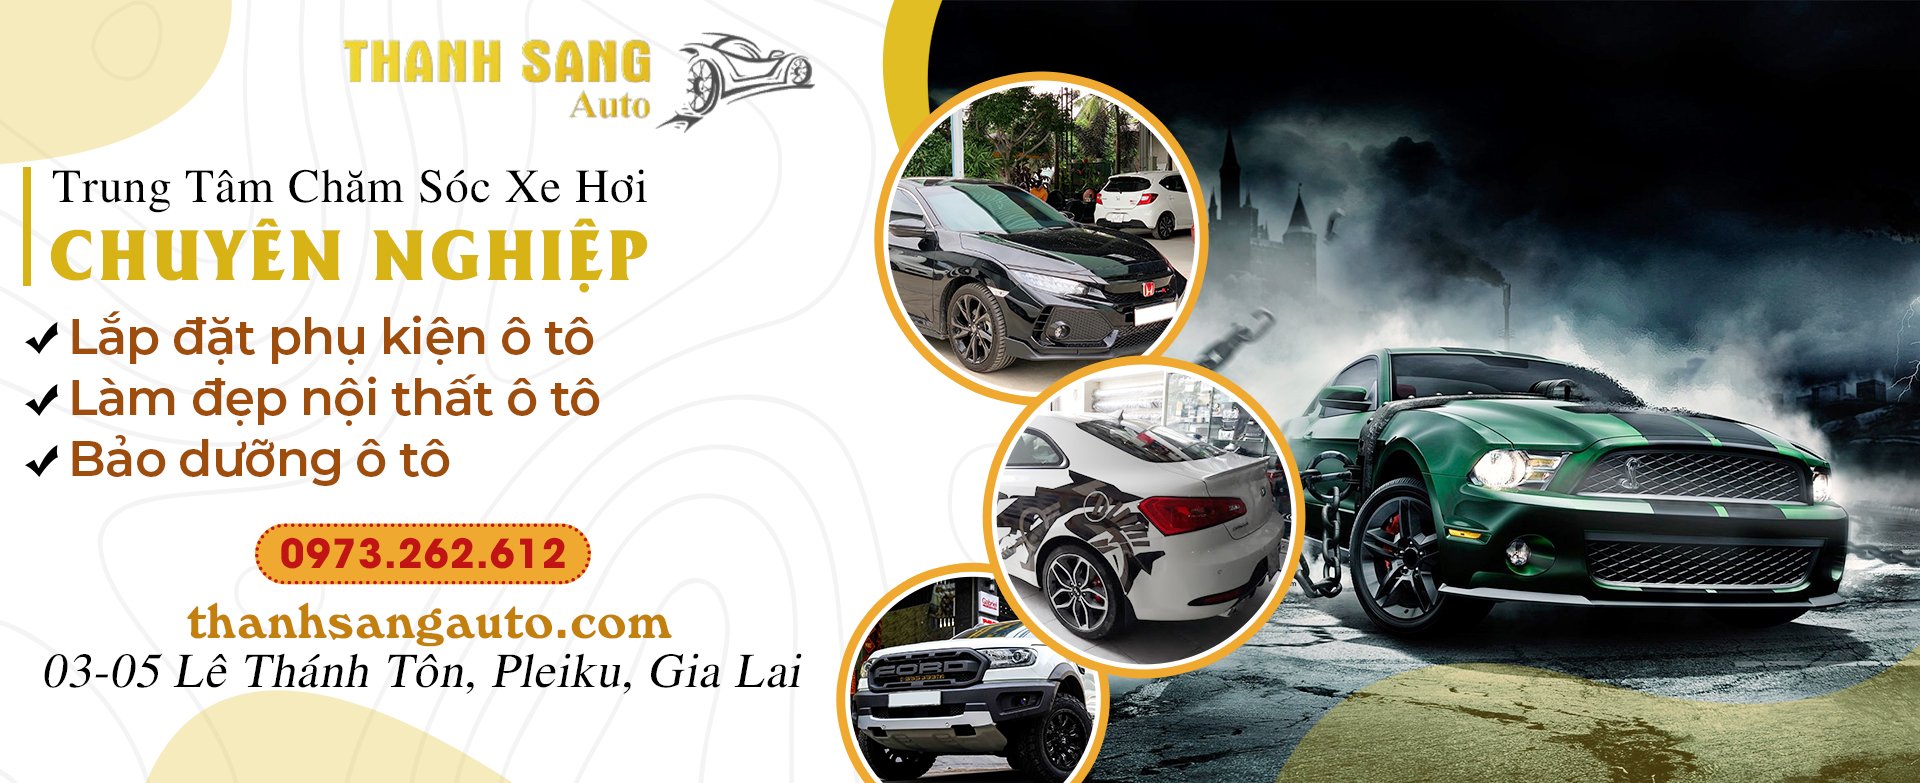 THANH SANG
Auto
Trung Tâm Chăm Sóc Xe Hơi
CHUYÊN NGHIỆP
Lắp đặt phụ kiện ô tô
Làm đẹp nội thất ô tô
Bảo dưỡng ô tô
0973.262.612
thanhsangauto.com
03-05 Lê Thánh Tôn, Pleiku, Gia Lai
FORD